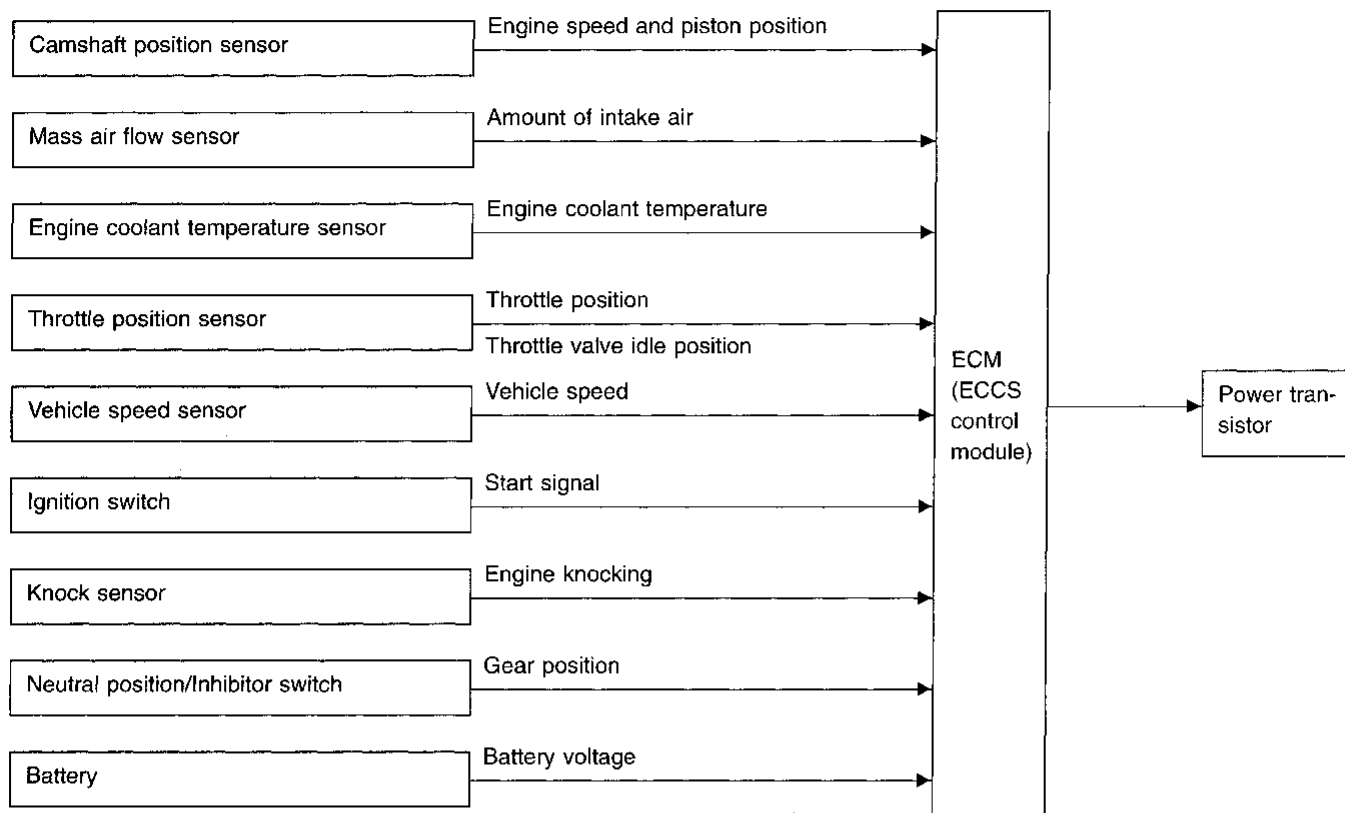 Camshaft position sensor
Engine speed and piston position
Mass air flow sensor
Amount of intake air
Engine coolant temperature sensor
Engine coolant temperature
Throttle position sensor
Throttle position
Throttle valve idle position
Vehicle speed sensor
Vehicle speed
Ignition switch
Start signal
Knock sensor
Engine knocking
Neutral position/Inhibitor switch
Gear position
Battery
Battery voltage
ECM
(ECCS
control
module)
Power tran-
sistor